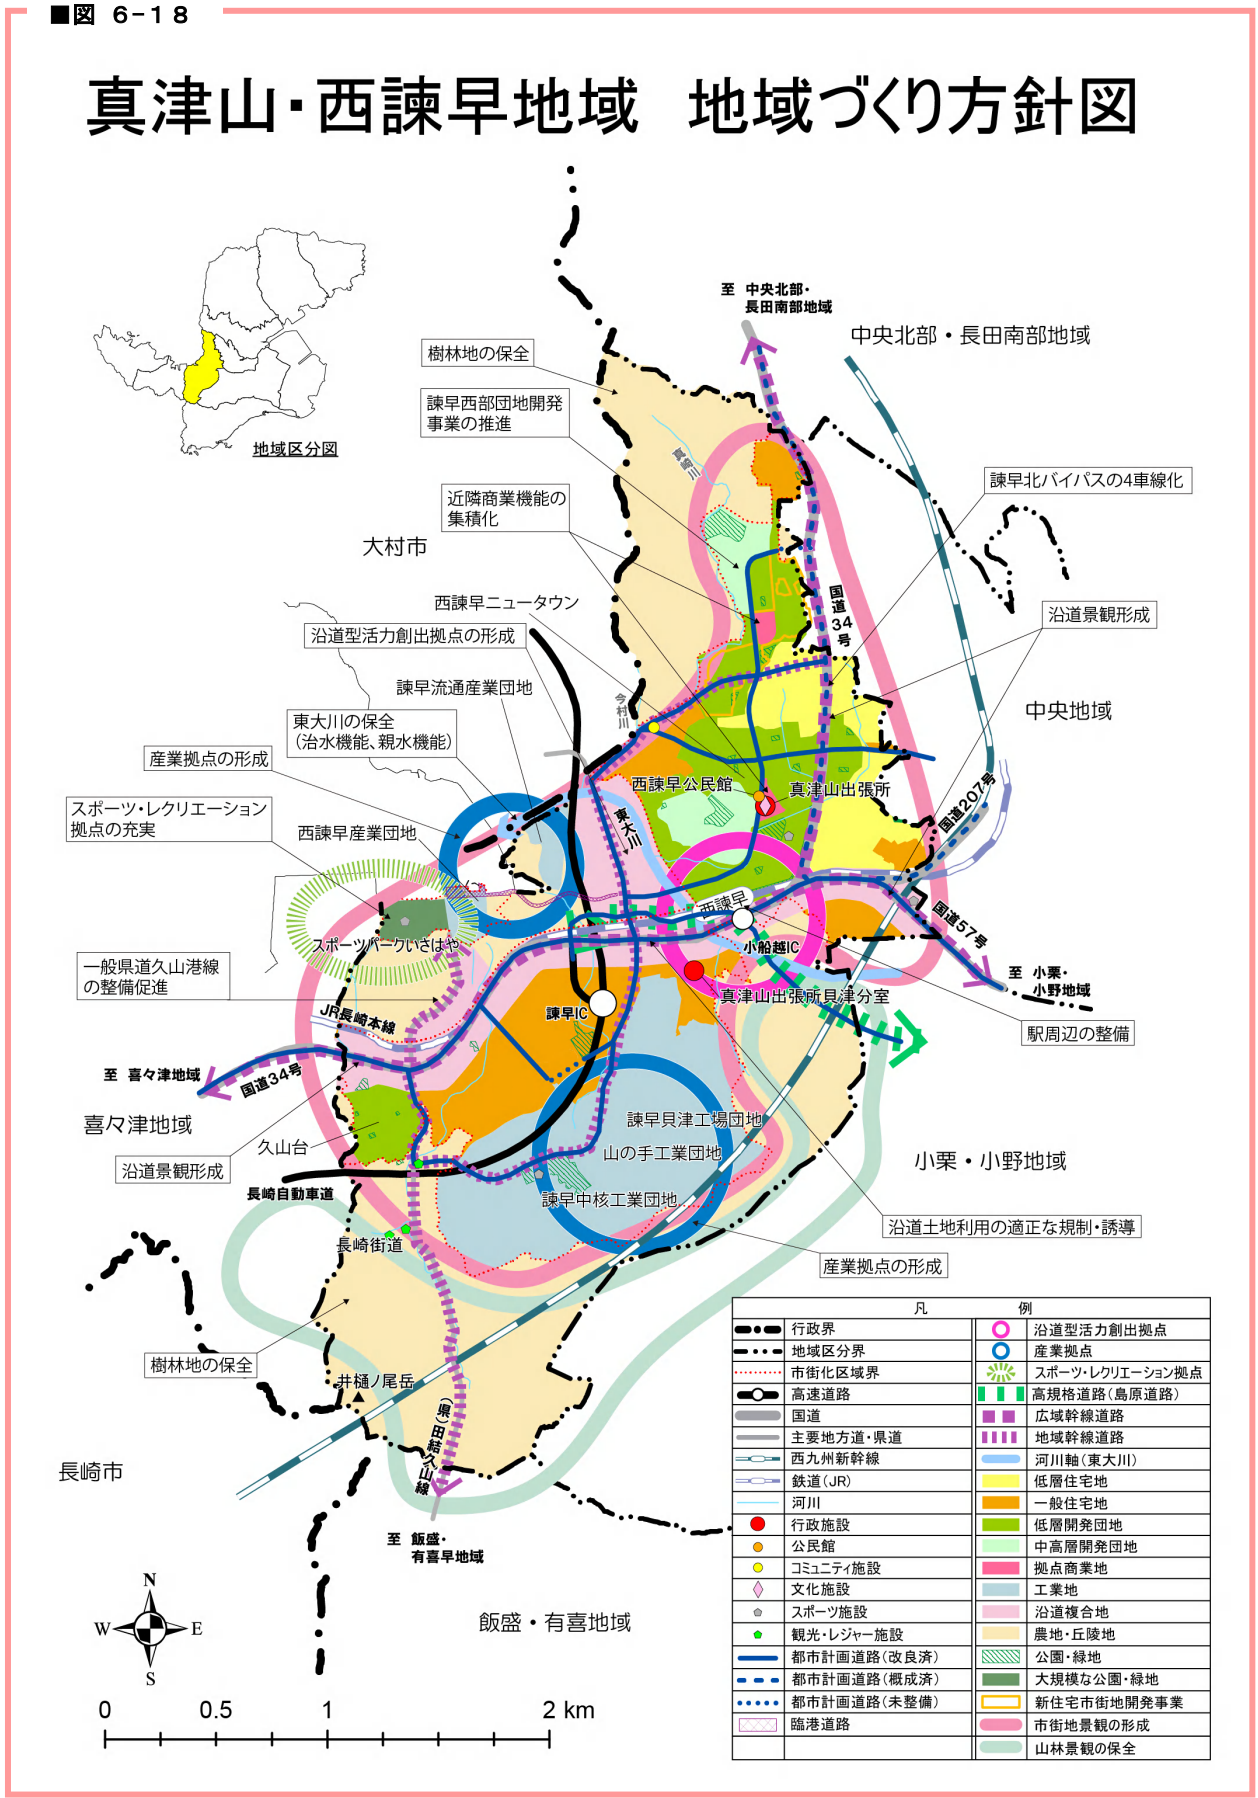 ■図 6-18
真津山・西諫早地域 地域づくり方針図
地域区分図
至 中央北部・
長田南部地域
中央北部・長田南部地域
樹林地の保全
諫早西部団地開発
事業の推進
真崎川
諫早北バイパスの4車線化
近隣商業機能の
集積化
大村市
西諫早ニュータウン
国道34号
沿道景観形成
沿道型活力創出拠点の形成
諫早流通産業団地
今村川
中央地域
東大川の保全
(治水機能、親水機能)
産業拠点の形成
西諫早公民館
真津山出張所
国道207号
スポーツ・レクリエーション
拠点の充実
西諫早産業団地
東大川
西諫早
国道57号
スポーツパークいさはや
小船越IC
一般県道久山港線
の整備促進
至 小栗・
小野地域
真津山出張所貝津分室
諫早IC
JR長崎本線
駅周辺の整備
至 喜々津地域
国道34号
喜々津地域
諫早貝津工場団地
久山台
山の手工業団地
小栗・小野地域
沿道景観形成
長崎自動車道
諫早中核工業団地
沿道土地利用の適正な規制・誘導
長崎街道
産業拠点の形成
樹林地の保全
井樋ノ尾岳
(県)田結久山線
長崎市
至 飯盛・
有喜早地域
飯盛・有喜地域
N
W
E
S
0 0.5 1 2 km
凡 例
行政界
沿道型活力創出拠点
地域区分界
産業拠点
市街化区域界
スポーツ・レクリエーション拠点
高速道路
高規格道路(島原道路)
国道
広域幹線道路
主要地方道・県道
地域幹線道路
西九州新幹線
河川軸(東大川)
鉄道(JR)
低層住宅地
河川
一般住宅地
行政施設
低層開発団地
公民館
中高層開発団地
コミュニティ施設
拠点商業地
文化施設
工業地
スポーツ施設
沿道複合地
観光・レジャー施設
農地・丘陵地
都市計画道路(改良済)
公園・緑地
都市計画道路(概成済)
大規模な公園・緑地
都市計画道路(未整備)
新住宅市街地開発事業
臨港道路
市街地景観の形成
山林景観の保全